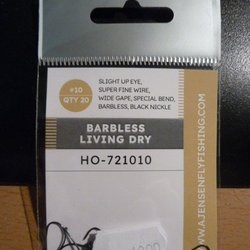 #10
QTY 20
SLIGHT UP EYE,
SUPER FINE WIRE,
WIDE GAPE, SPECIAL BEND,
BARBLESS, BLACK NICKLE
BARBLESS
LIVING DRY
HO-721010
WWW.AJENSENFLYFISHING.COM